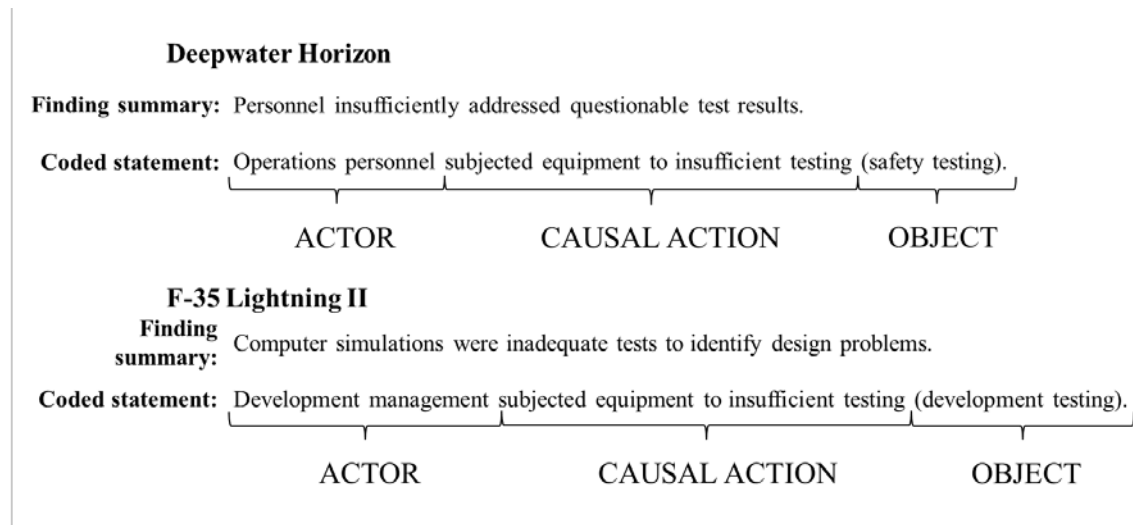 Deepwater Horizon
Finding summary: Personnel insufficiently addressed questionable test results.
Coded statement: Operations personnel subjected equipment to insufficient testing (safety testing).
ACTOR CAUSAL ACTION OBJECT
F-35 Lightning II
Finding
summary: Computer simulations were inadequate tests to identify design problems.
Coded statement: Development management subjected equipment to insufficient testing (development testing).
ACTOR CAUSAL ACTION OBJECT